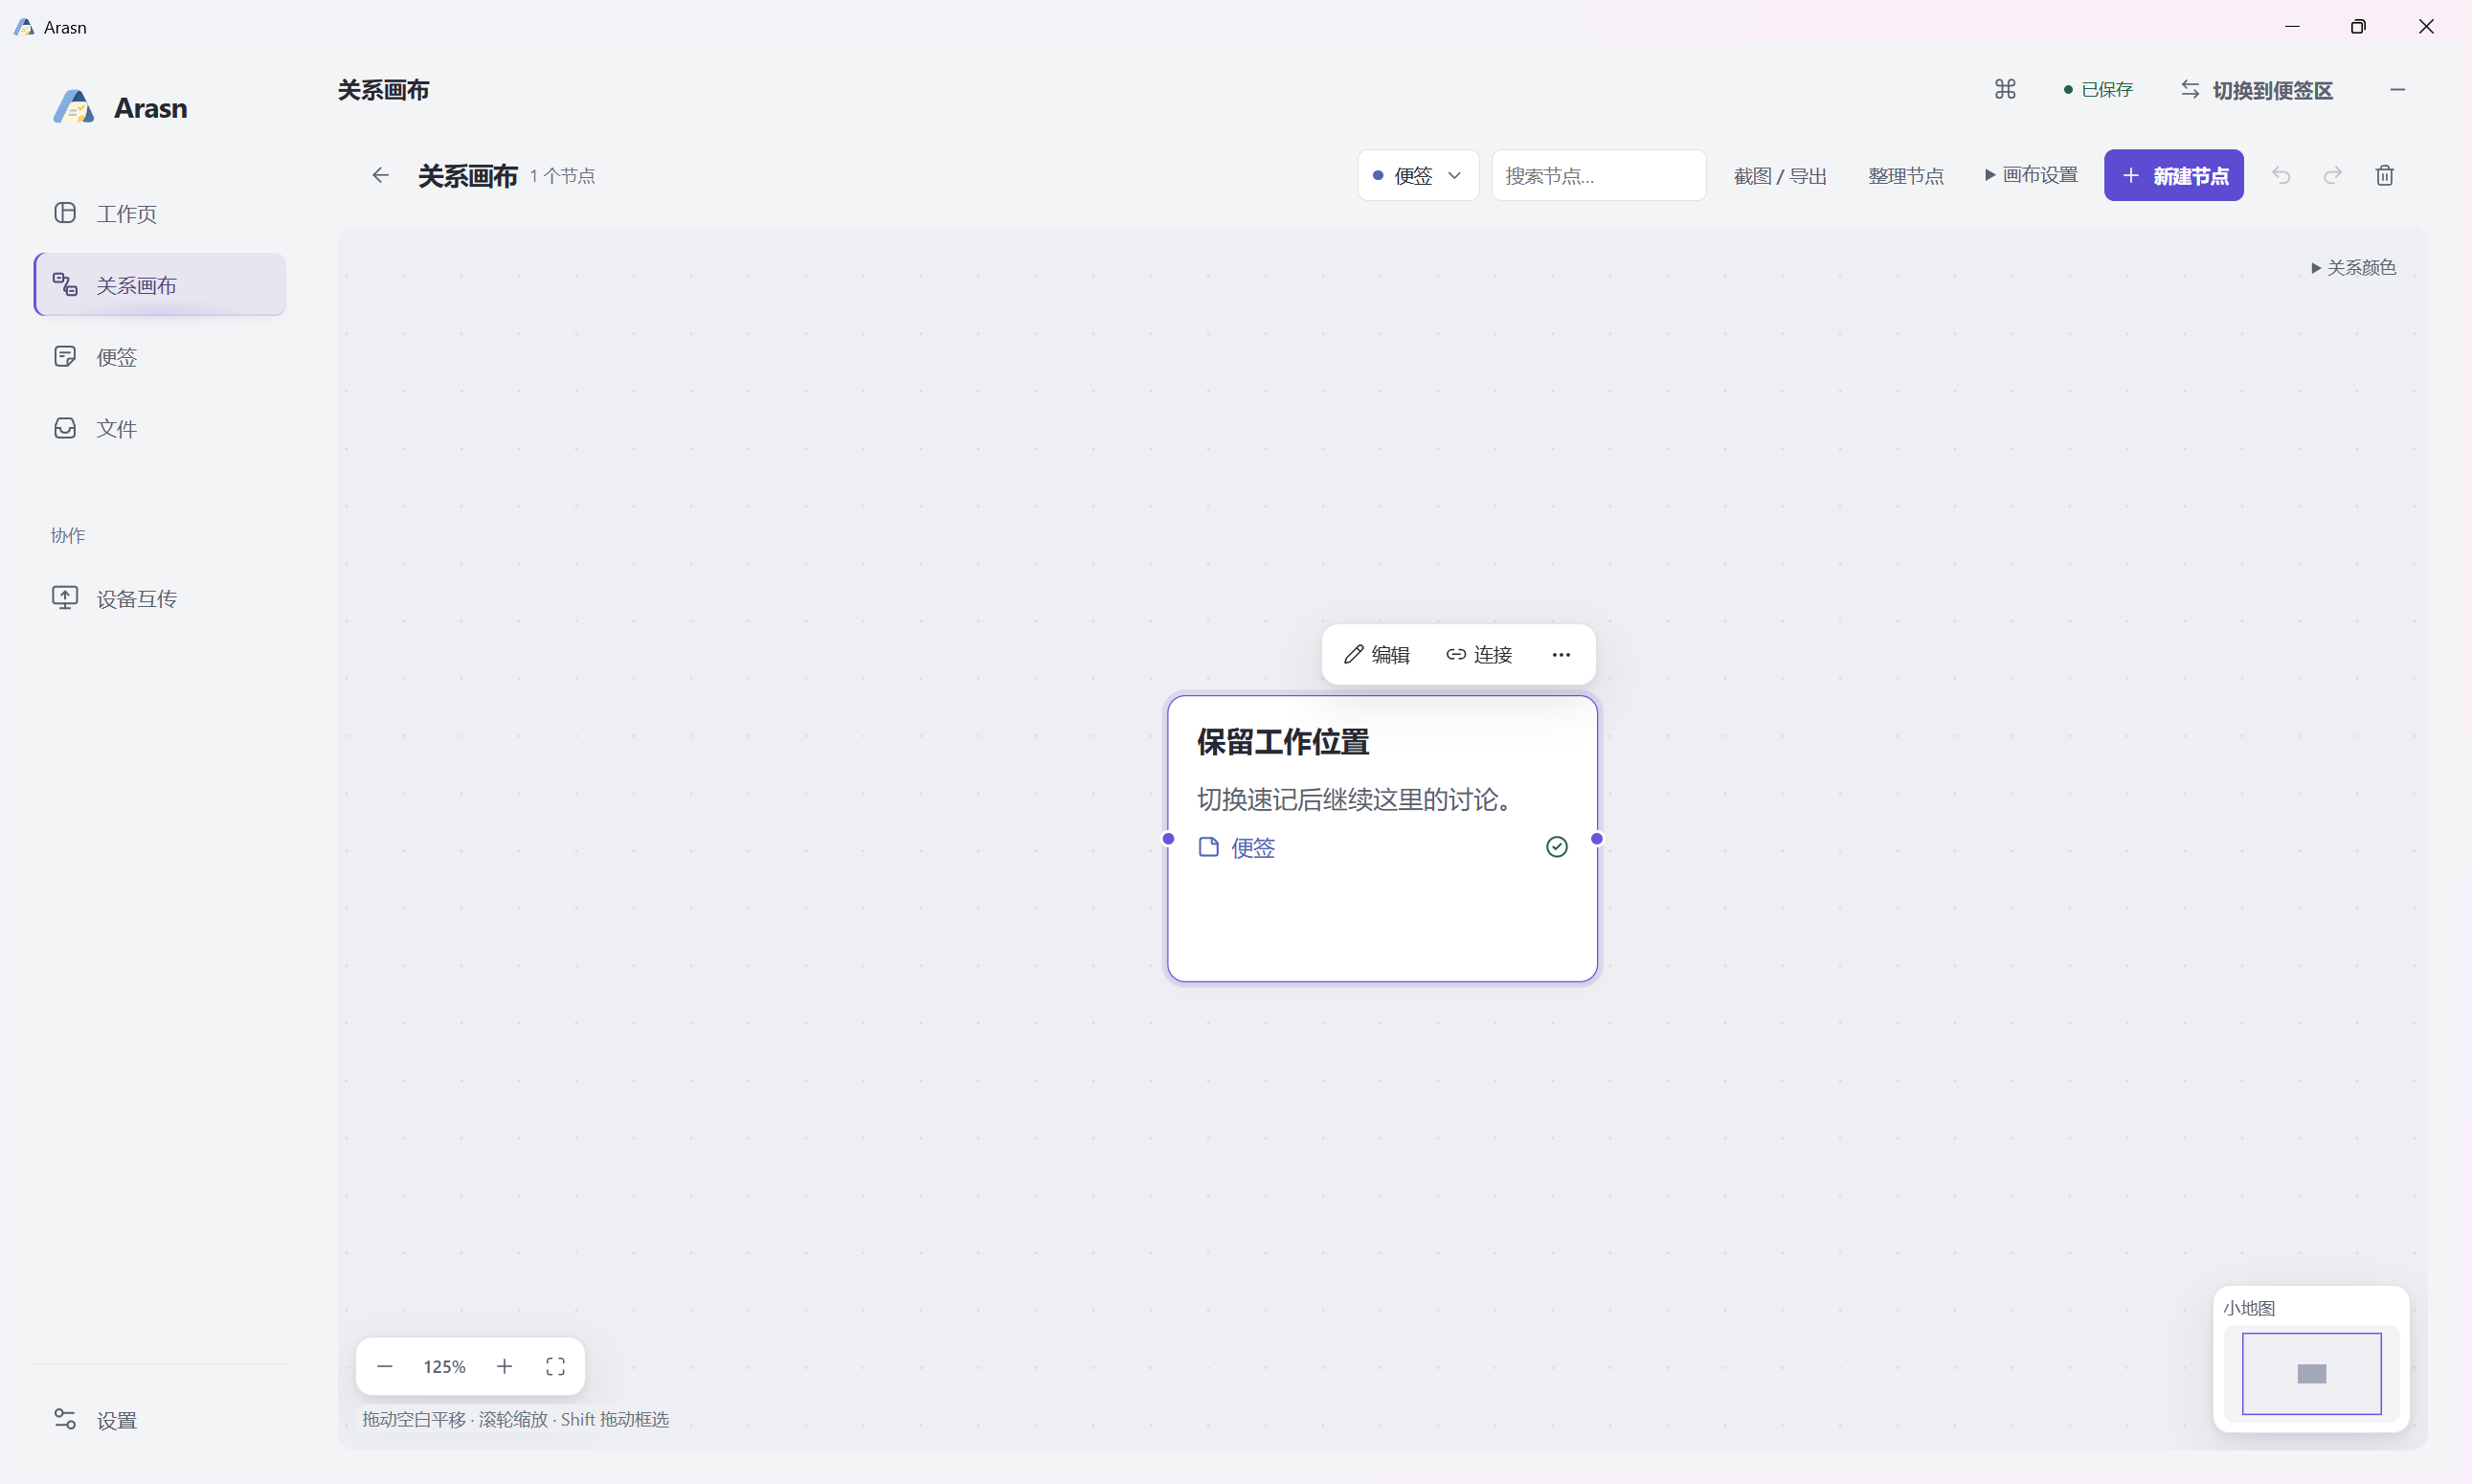 Arasn
Arasn
关系画布
已保存
切换到便签区
关系画布 1 个节点
便签
搜索节点...
截图 / 导出
整理节点
画布设置
新建节点
工作页
关系画布
便签
文件
协作
设备互传
设置
关系颜色
编辑
连接
保留工作位置
切换速记后继续这里的讨论。
便签
125%
拖动空白平移 · 滚轮缩放 · Shift 拖动框选
小地图